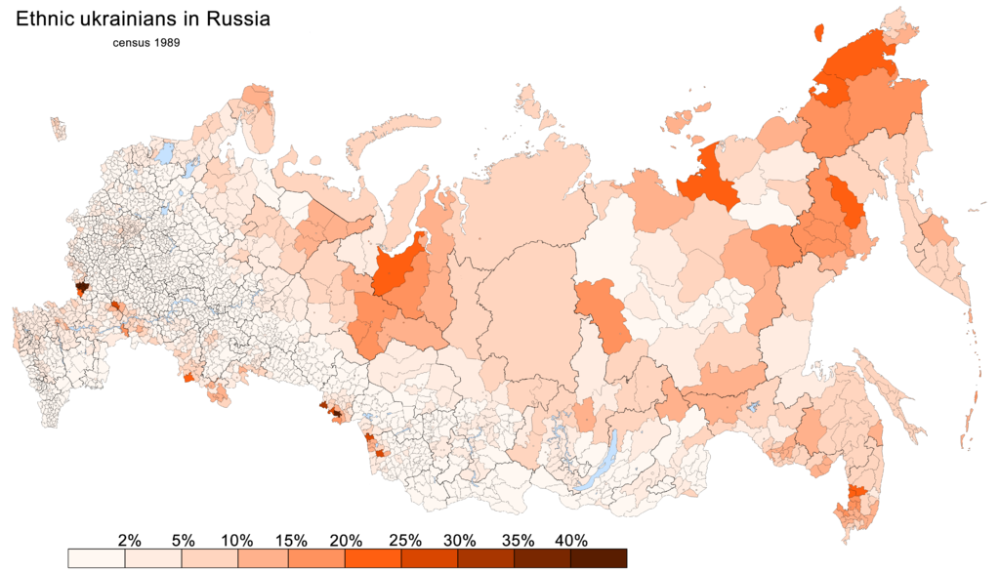 Ethnic ukrainians in Russia
census 1989
2% 5% 10% 15% 20% 25% 30% 35% 40%